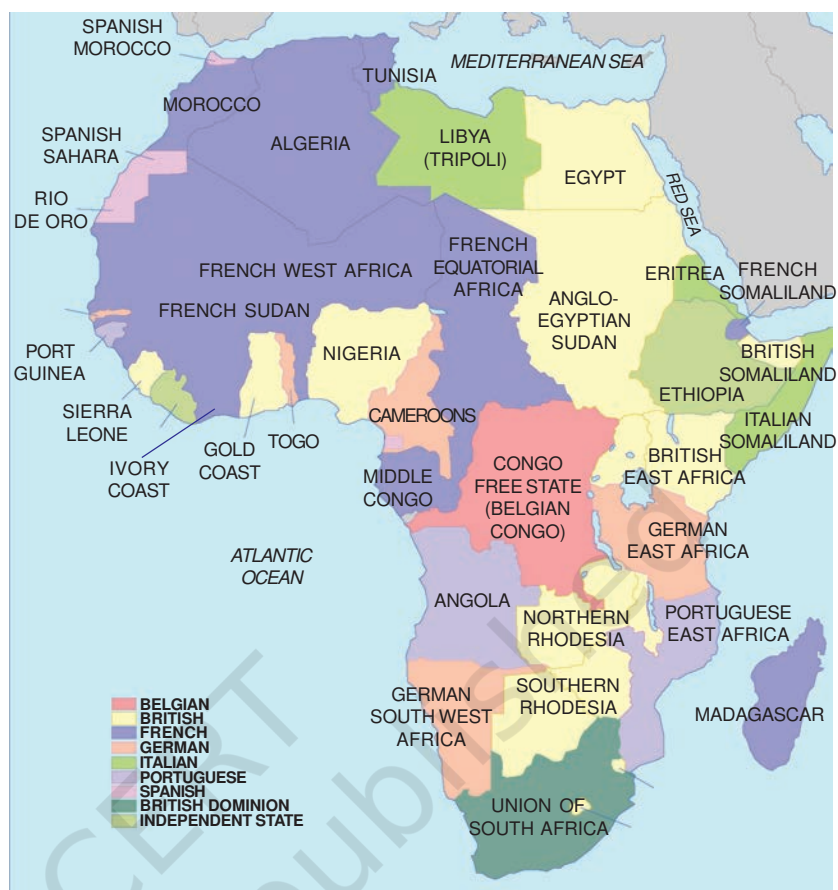 SPANISH
MOROCCO
MEDITERRANEAN SEA
TUNISIA
MOROCCO
ALGERIA
LIBYA
(TRIPOLI)
SPANISH
SAHARA
EGYPT
RIO
DE ORO
RED SEA
FRENCH WEST AFRICA
FRENCH
EQUATORIAL
AFRICA
ERITREA
FRENCH
SOMALILAND
FRENCH SUDAN
ANGLO-
EGYPTIAN
SUDAN
PORT
GUINEA
NIGERIA
BRITISH
SOMALILAND
ETHIOPIA
SIERRA
LEONE
CAMEROONS
ITALIAN
SOMALILAND
IVORY
COAST
GOLD
COAST
TOGO
MIDDLE
CONGO
CONGO
FREE STATE
(BELGIAN
CONGO)
BRITISH
EAST AFRICA
GERMAN
EAST AFRICA
ATLANTIC
OCEAN
ANGOLA
NORTHERN
RHODESIA
PORTUGUESE
EAST AFRICA
GERMAN
SOUTH WEST
AFRICA
SOUTHERN
RHODESIA
MADAGASCAR
UNION OF
SOUTH AFRICA
BELGIAN
BRITISH
FRENCH
GERMAN
ITALIAN
PORTUGUESE
SPANISH
BRITISH DOMINION
INDEPENDENT STATE
CERT
published